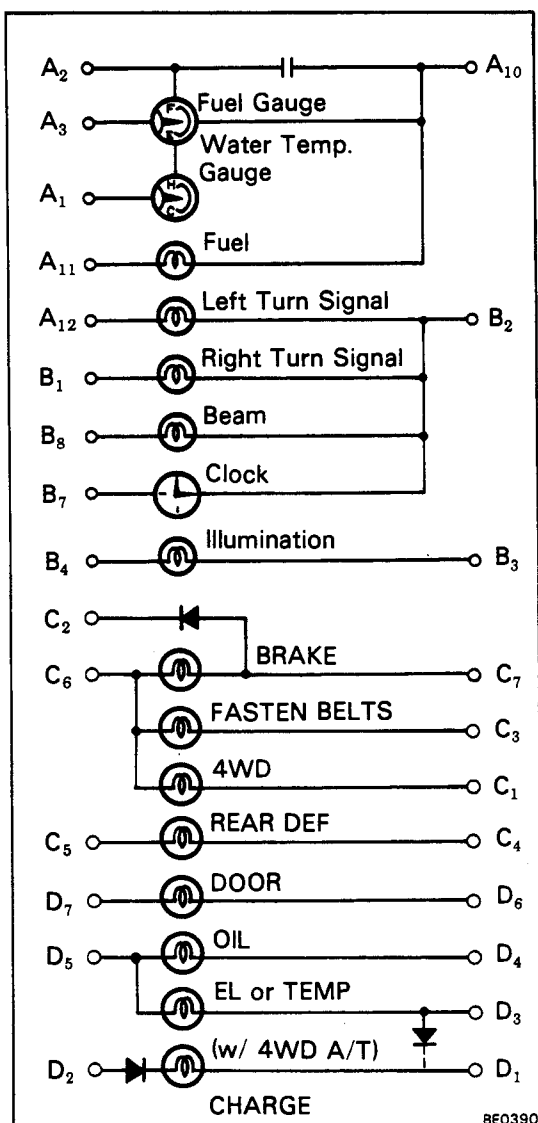 A₂ A₁₀
Fuel Gauge
A₃
Water Temp.
Gauge
A₁
Fuel
A₁₁
Left Turn Signal
A₁₂ B₂
Right Turn Signal
B₁
Beam
B₈
Clock
B₇
Illumination
B₄ B₃
C₂
BRAKE
C₆ C₇
FASTEN BELTS
C₃
4WD
C₁
REAR DEF
C₅ C₄
DOOR
D₇ D₆
OIL
D₅ D₄
EL or TEMP
D₃
(w/ 4WD A/T)
D₂ D₁
CHARGE
BE0390